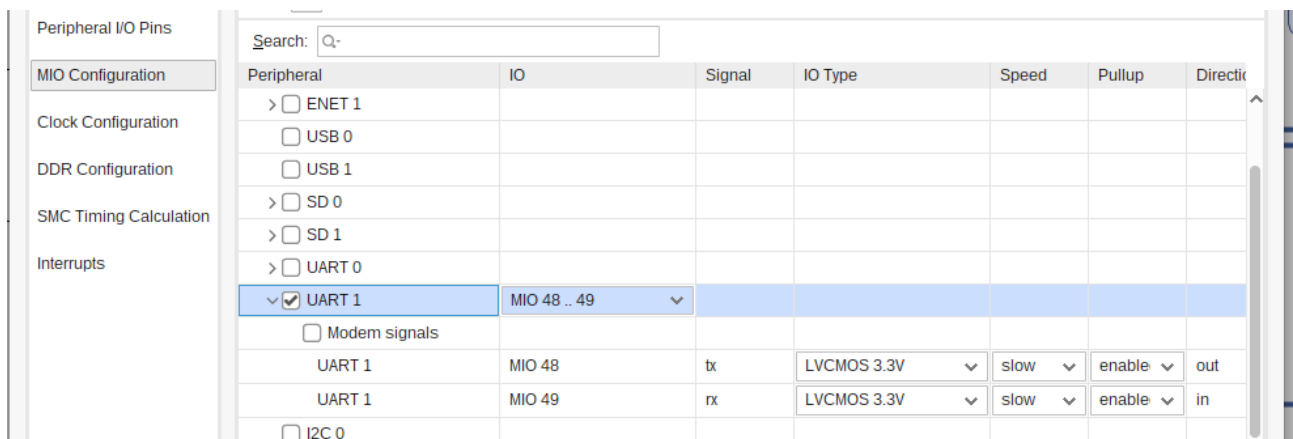 Peripheral I/O Pins
MIO Configuration
Clock Configuration
DDR Configuration
SMC Timing Calculation
Interrupts
Search:
Peripheral IO Signal IO Type Speed Pullup Directic
ENET 1
USB 0
USB 1
SD 0
SD 1
UART 0
UART 1 MIO 48 .. 49
Modem signals
UART 1 MIO 48 tx LVCMOS 3.3V slow enable out
UART 1 MIO 49 rx LVCMOS 3.3V slow enable in
I2C 0